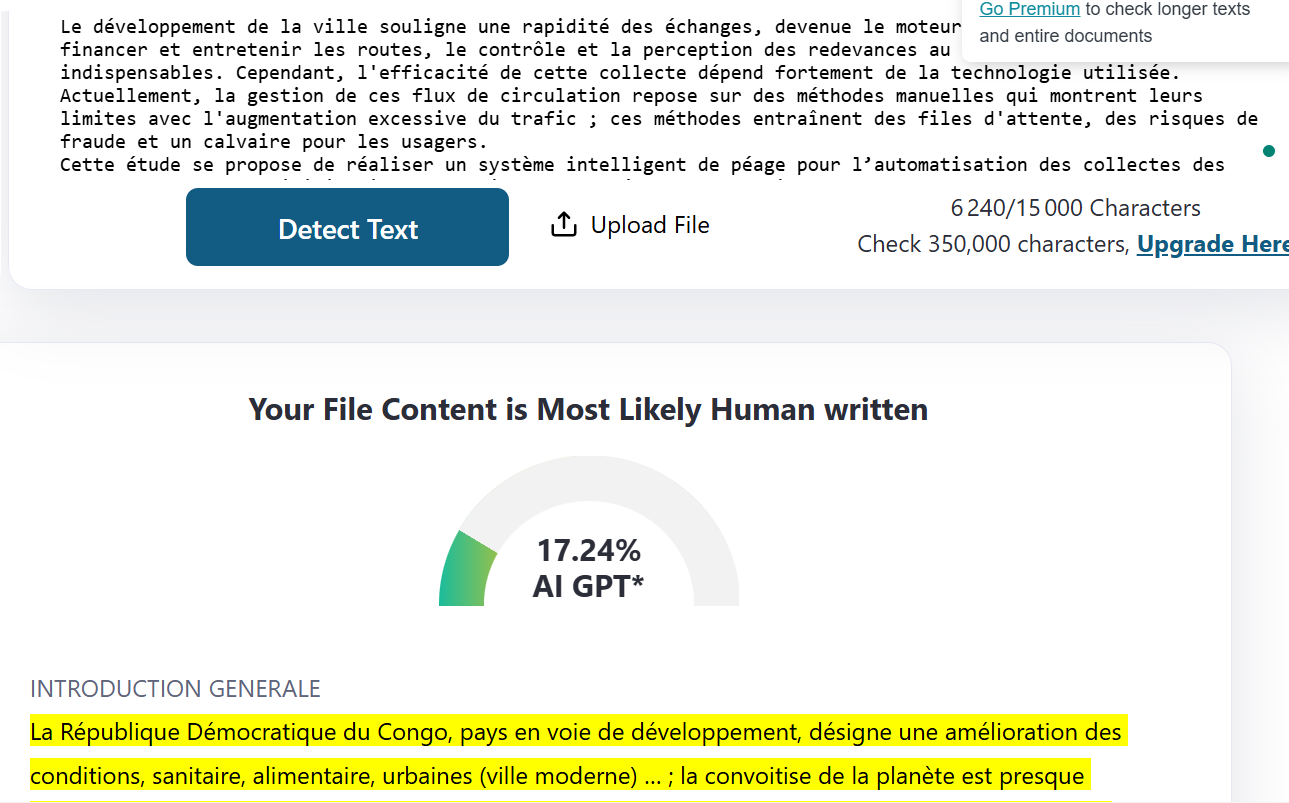 Go Premium to check longer texts
and entire documents
Le développement de la ville souligne une rapidité des échanges, devenue le moteur
financer et entretenir les routes, le contrôle et la perception des redevances au
indispensables. Cependant, l'efficacité de cette collecte dépend fortement de la technologie utilisée.
Actuellement, la gestion de ces flux de circulation repose sur des méthodes manuelles qui montrent leurs
limites avec l'augmentation excessive du trafic ; ces méthodes entraînent des files d'attente, des risques de
fraude et un calvaire pour les usagers.
Cette étude se propose de réaliser un système intelligent de péage pour l’automatisation des collectes des
Detect Text
Upload File
6 240/15 000 Characters
Check 350,000 characters, Upgrade Here
Your File Content is Most Likely Human written
17.24%
AI GPT*
INTRODUCTION GENERALE
La République Démocratique du Congo, pays en voie de développement, désigne une amélioration des
conditions, sanitaire, alimentaire, urbaines (ville moderne) … ; la convoitise de la planète est presque